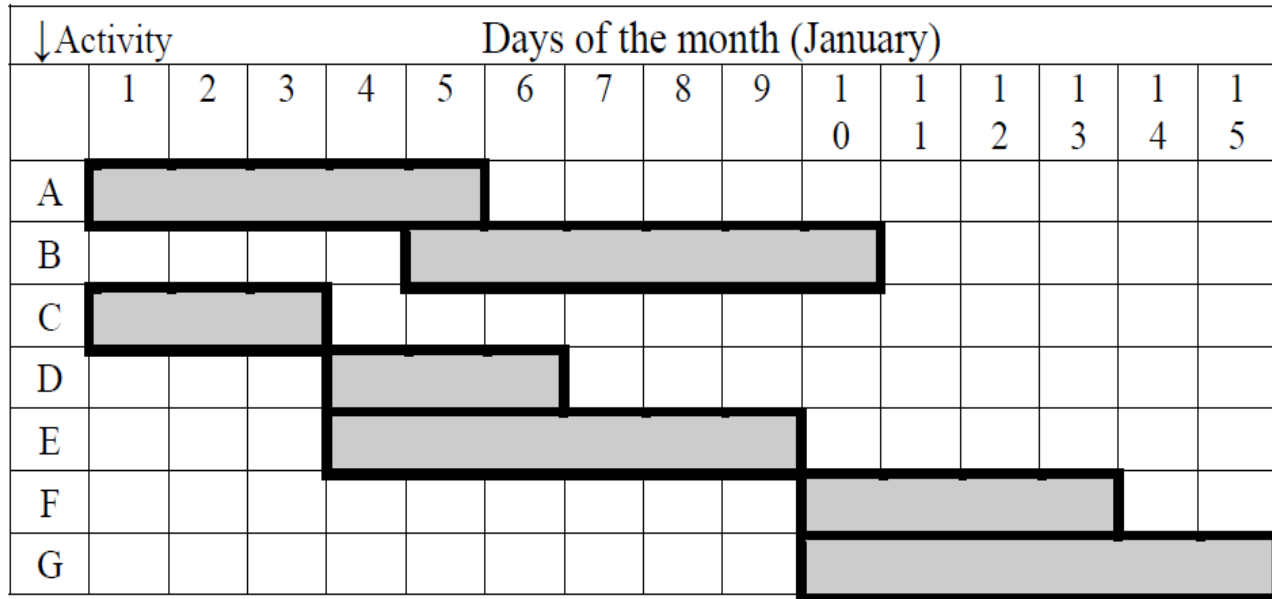 ↓Activity Days of the month (January)
1 2 3 4 5 6 7 8 9 1 1 1 1 1 1
0 1 2 3 4 5
A
B
C
D
E
F
G